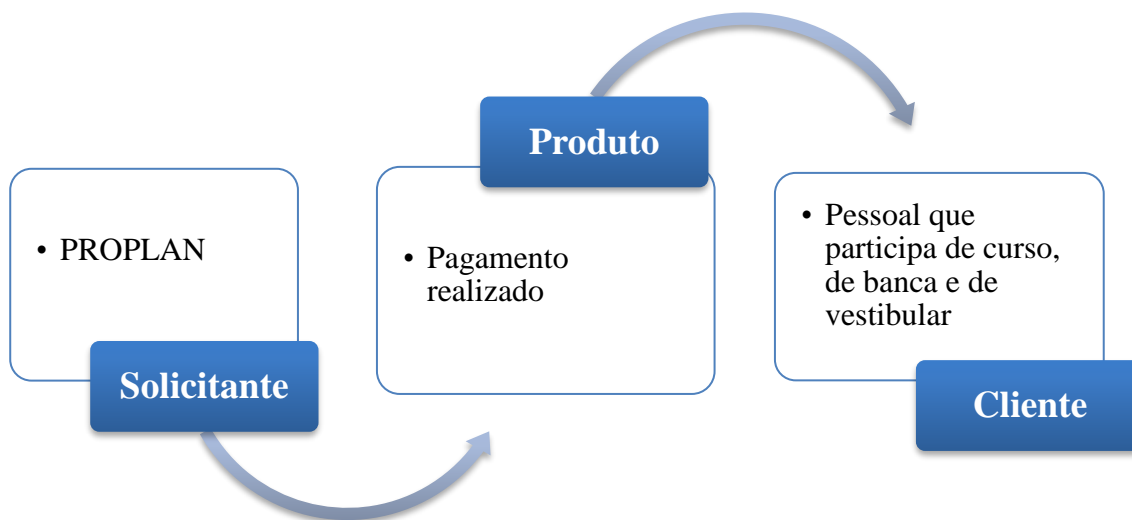 • PROPLAN
Solicitante
Produto
• Pagamento
realizado
• Pessoal que
participa de curso,
de banca e de
vestibular
Cliente